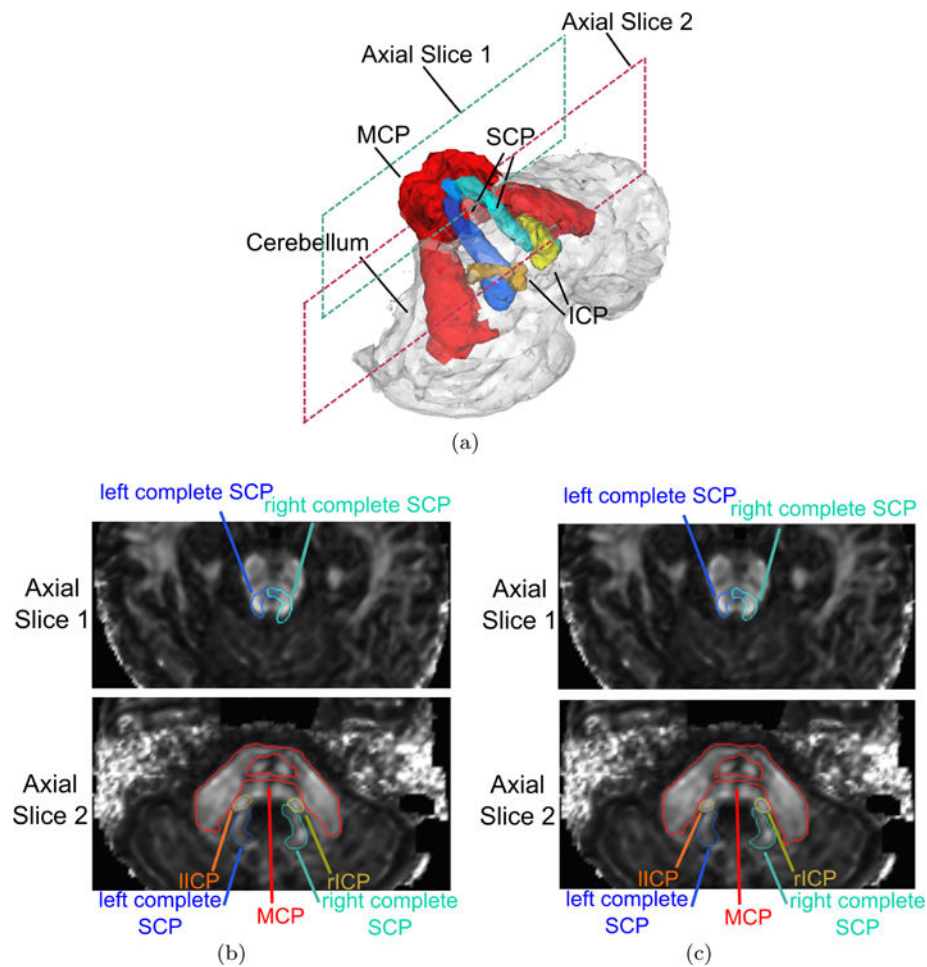 Axial Slice 2
Axial Slice 1
MCP
SCP
Cerebellum
ICP
(a)
left complete SCP
right complete SCP
Axial
Slice 1
Axial
Slice 2
lICP
rICP
left complete
SCP
MCP
right complete
SCP
(b)
left complete SCP
right complete SCP
Axial
Slice 1
Axial
Slice 2
lICP
rICP
left complete
SCP
MCP
right complete
SCP
(c)